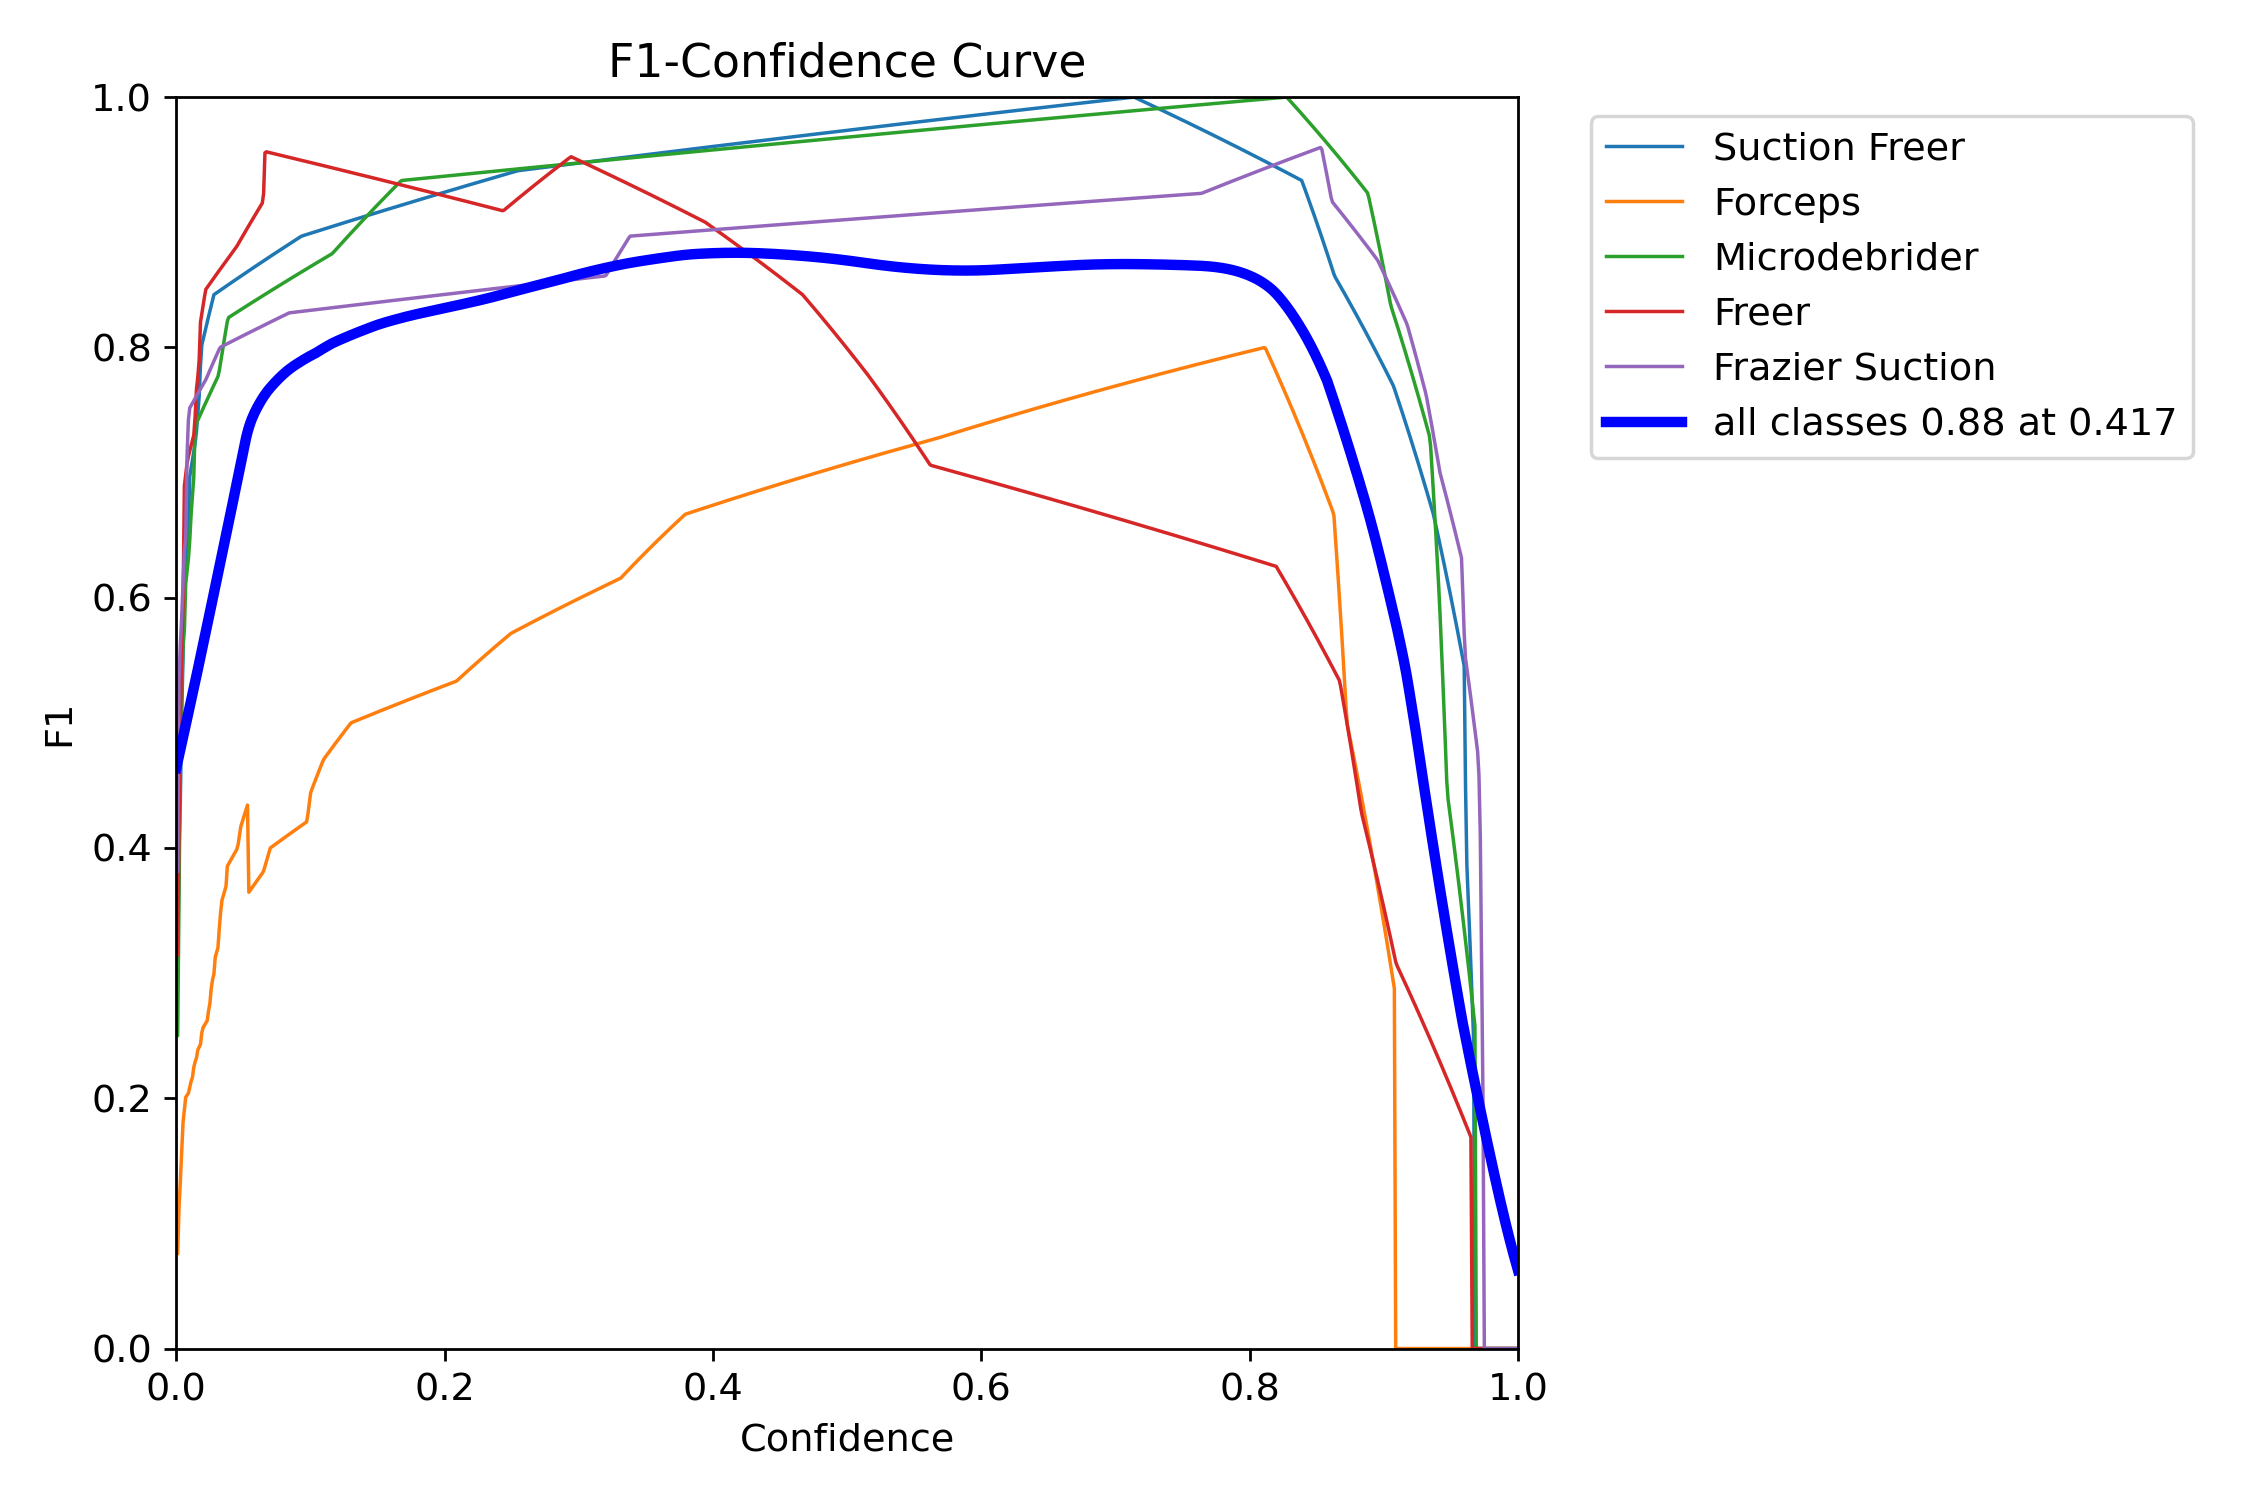 F1-Confidence Curve
1.0
0.8
0.6
0.4
0.2
0.0
F1
0.0 0.2 0.4 0.6 0.8 1.0
Confidence
Suction Freer
Forceps
Microdebrider
Freer
Frazier Suction
all classes 0.88 at 0.417